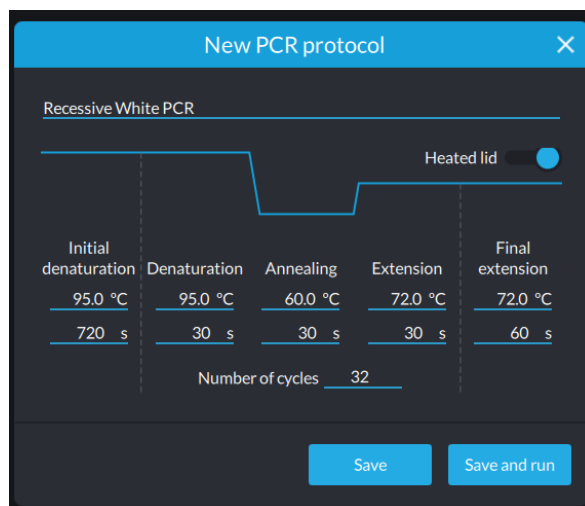 New PCR protocol
Recessive White PCR
Heated lid
Initial
denaturation
Denaturation
Annealing
Extension
Final
extension
95.0 °C
95.0 °C
60.0 °C
72.0 °C
72.0 °C
720 s
30 s
30 s
30 s
60 s
Number of cycles 32
Save
Save and run